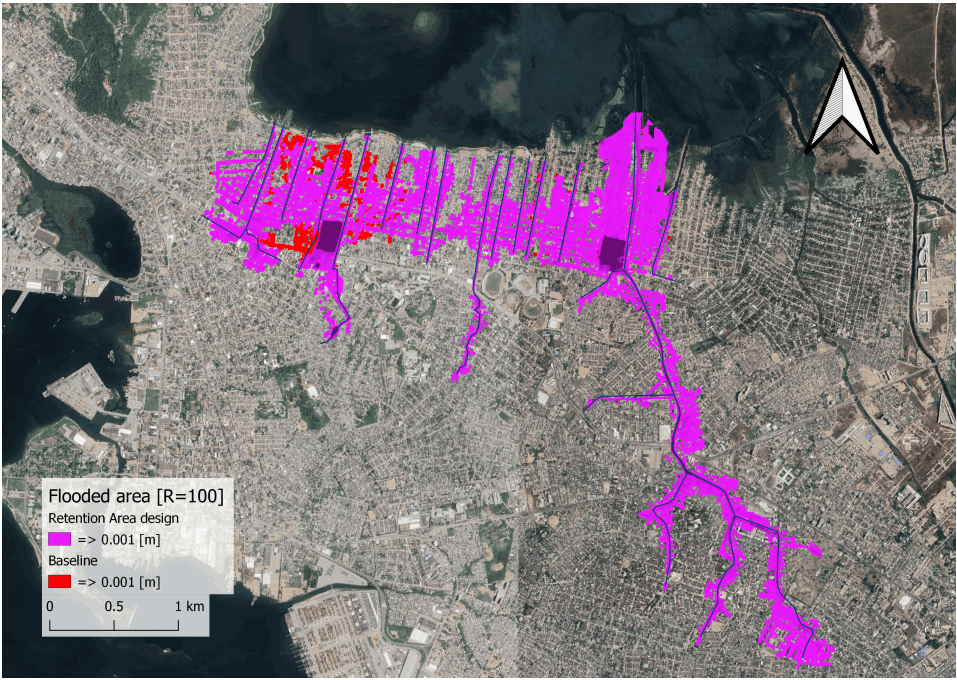 Flooded area [R=100]
Retention Area design
=> 0.001 [m]
Baseline
=> 0.001 [m]
0 0.5 1 km